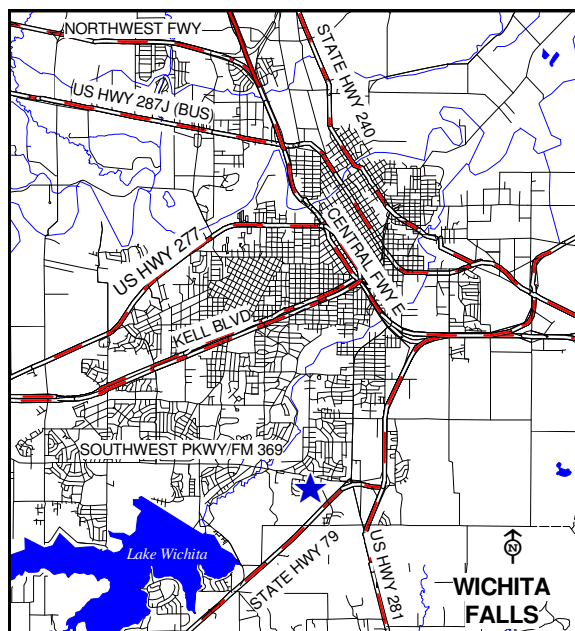 NORTHWEST FWY
STATE HWY 240
US HWY 287J (BUS)
CENTRAL FWY E
US HWY 277
KELL BLVD
SOUTHWEST PKWY/FM 369
Lake Wichita
STATE HWY 79
US HWY 281
N
WICHITA
FALLS